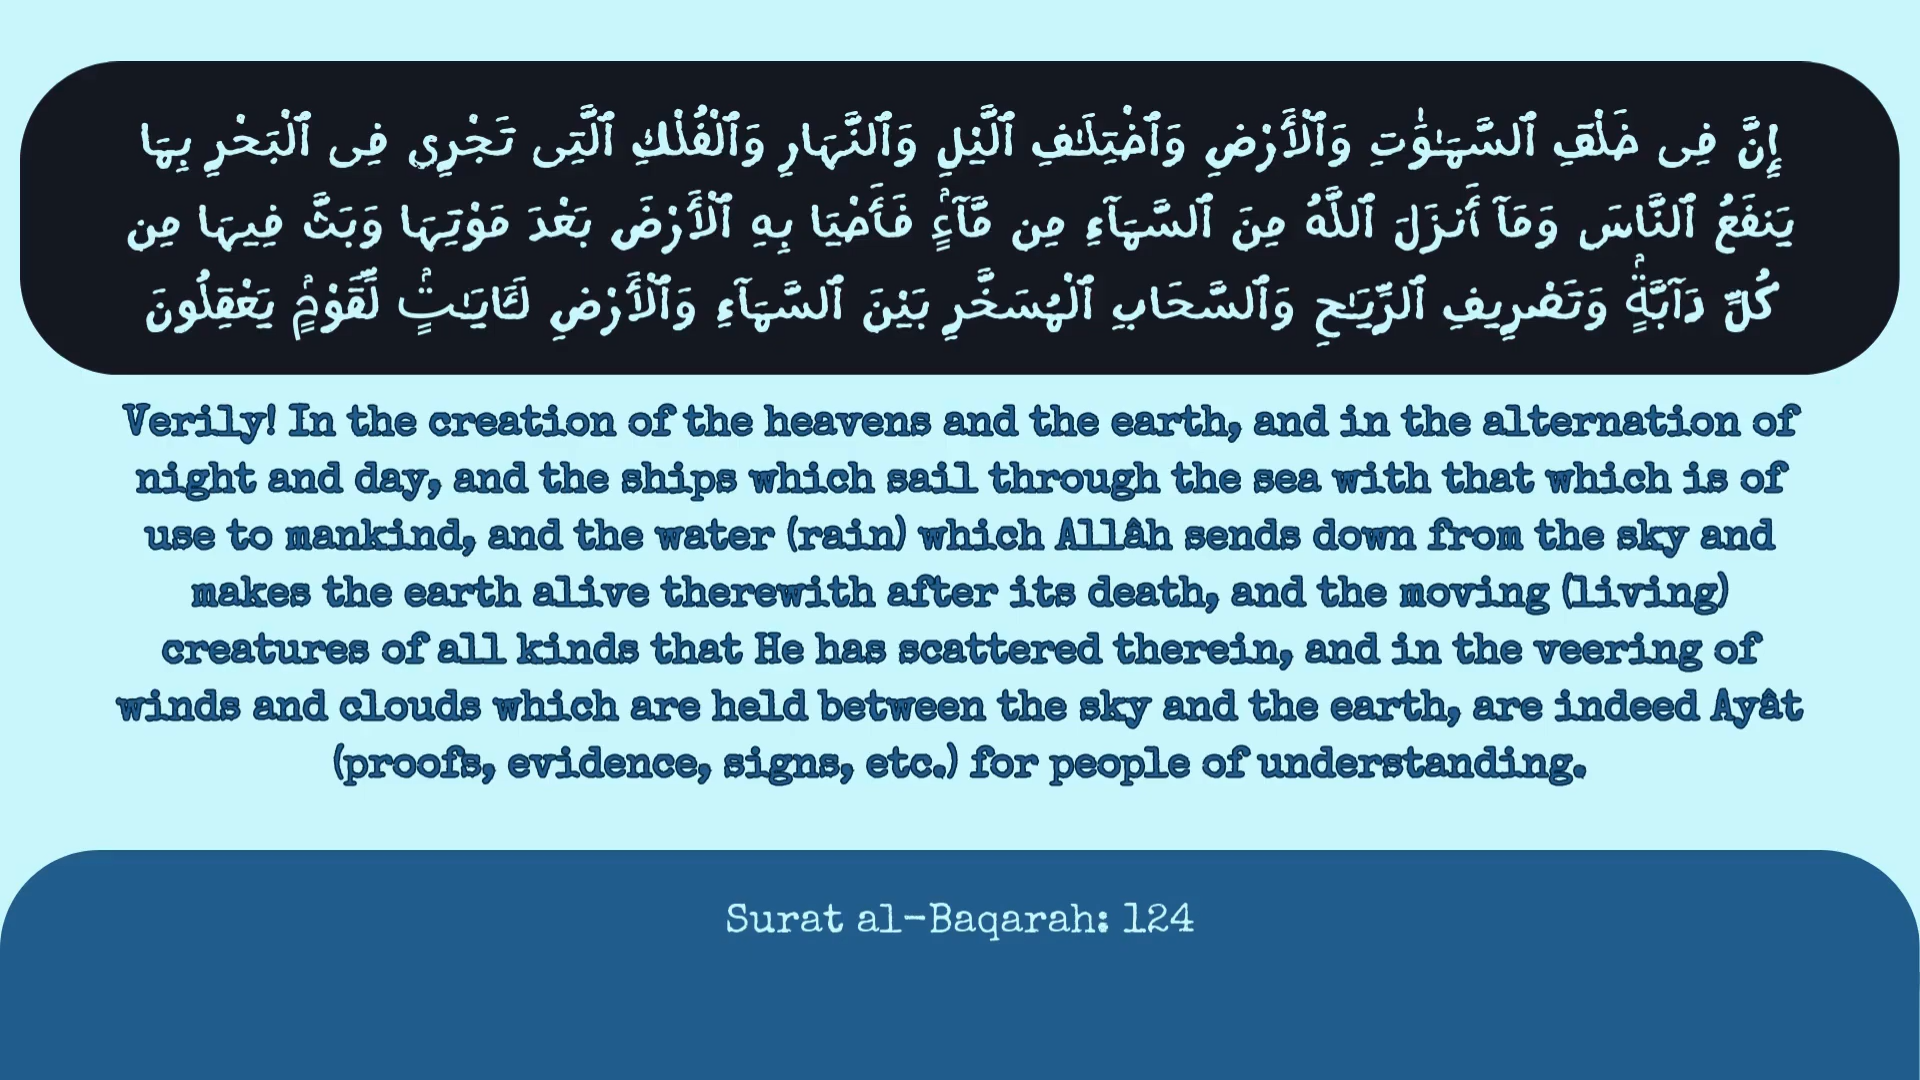 إِنَّ فِى خَلْقِ ٱلسَّمَـٰوَٰتِ وَٱلْأَرْضِ وَٱخْتِلَـٰفِ ٱلَّيْلِ وَٱلنَّهَارِ وَٱلْفُلْكِ ٱلَّتِى تَجْرِي فِى ٱلْبَحْرِ بِمَا
يَنفَعُ ٱلنَّاسَ وَمَآ أَنزَلَ ٱللَّهُ مِنَ ٱلسَّمَآءِ مِن مَّآءٍۢ فَأَحْيَا بِهِ ٱلْأَرْضَ بَعْدَ مَوْتِهَا وَبَثَّ فِيهَا مِن
كُلِّ دَآبَّةٍۢ وَتَصْرِيفِ ٱلرِّيَـٰحِ وَٱلسَّحَابِ ٱلْمُسَخَّرِ بَيْنَ ٱلسَّمَآءِ وَٱلْأَرْضِ لَـَٔايَـٰتٍۢ لِّقَوْمٍۢ يَعْقِلُونَ
Verily! In the creation of the heavens and the earth, and in the alternation of
night and day, and the ships which sail through the sea with that which is of
use to mankind, and the water (rain) which Allâh sends down from the sky and
makes the earth alive therewith after its death, and the moving (living)
creatures of all kinds that He has scattered therein, and in the veering of
winds and clouds which are held between the sky and the earth, are indeed Ayât
(proofs, evidence, signs, etc.) for people of understanding.
Surat al-Baqarah: 124